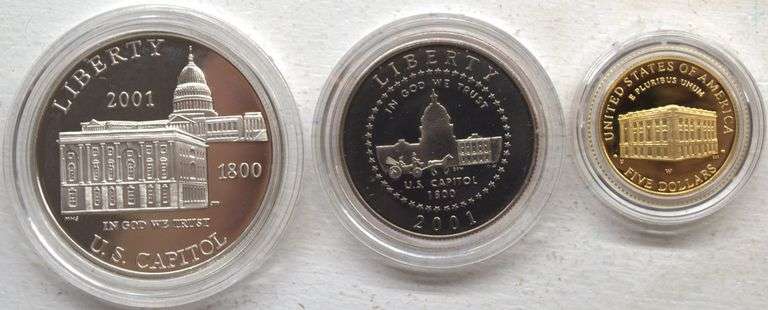 LIBERTY
2001
1800
IN GOD WE TRUST
U.S. CAPITOL
LIBERTY
IN GOD WE TRUST
U.S. CAPITOL
1800
2001
UNITED STATES OF AMERICA
E PLURIBUS UNUM
W
FIVE DOLLARS